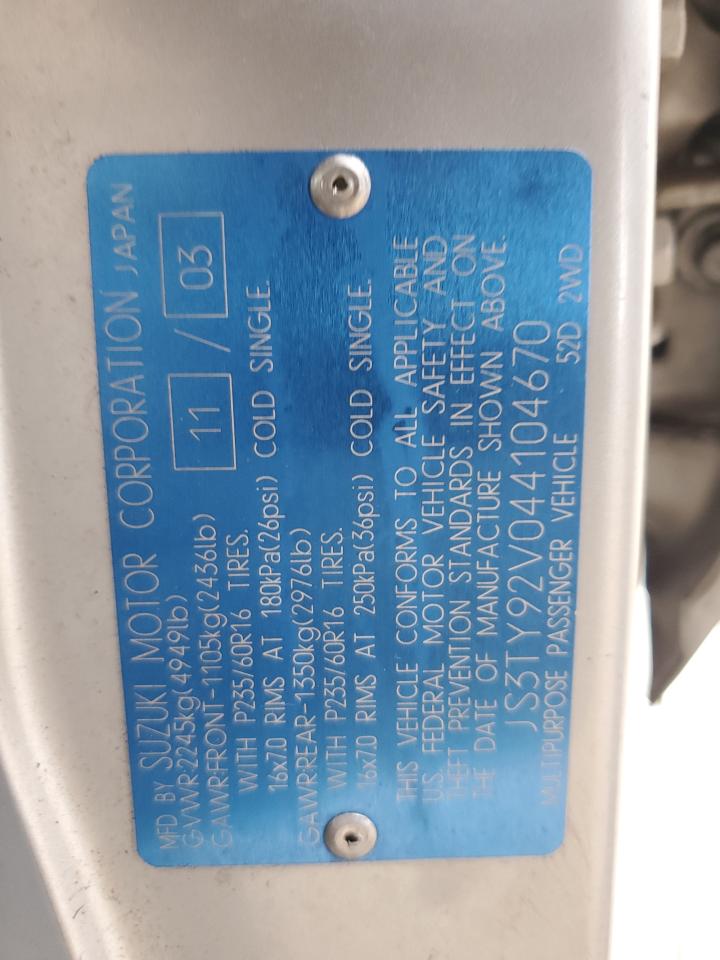 MFD BY SUZUKI MOTOR CORPORATION JAPAN
GVWR-2245kg(4949lb) 11 / 03
GAWR:FRONT-1105kg(2436lb)
WITH P235/60R16 TIRES.
16x7.0 RIMS AT 180kPa(26psi) COLD SINGLE.
GAWR:REAR-1350kg(2976lb)
WITH P235/60R16 TIRES.
16x7.0 RIMS AT 250kPa(36psi) COLD SINGLE.
THIS VEHICLE CONFORMS TO ALL APPLICABLE
U.S. FEDERAL MOTOR VEHICLE SAFETY AND
THEFT PREVENTION STANDARDS IN EFFECT ON
THE DATE OF MANUFACTURE SHOWN ABOVE.
JS3TY92V044104670
MULTIPURPOSE PASSENGER VEHICLE 52D 2WD